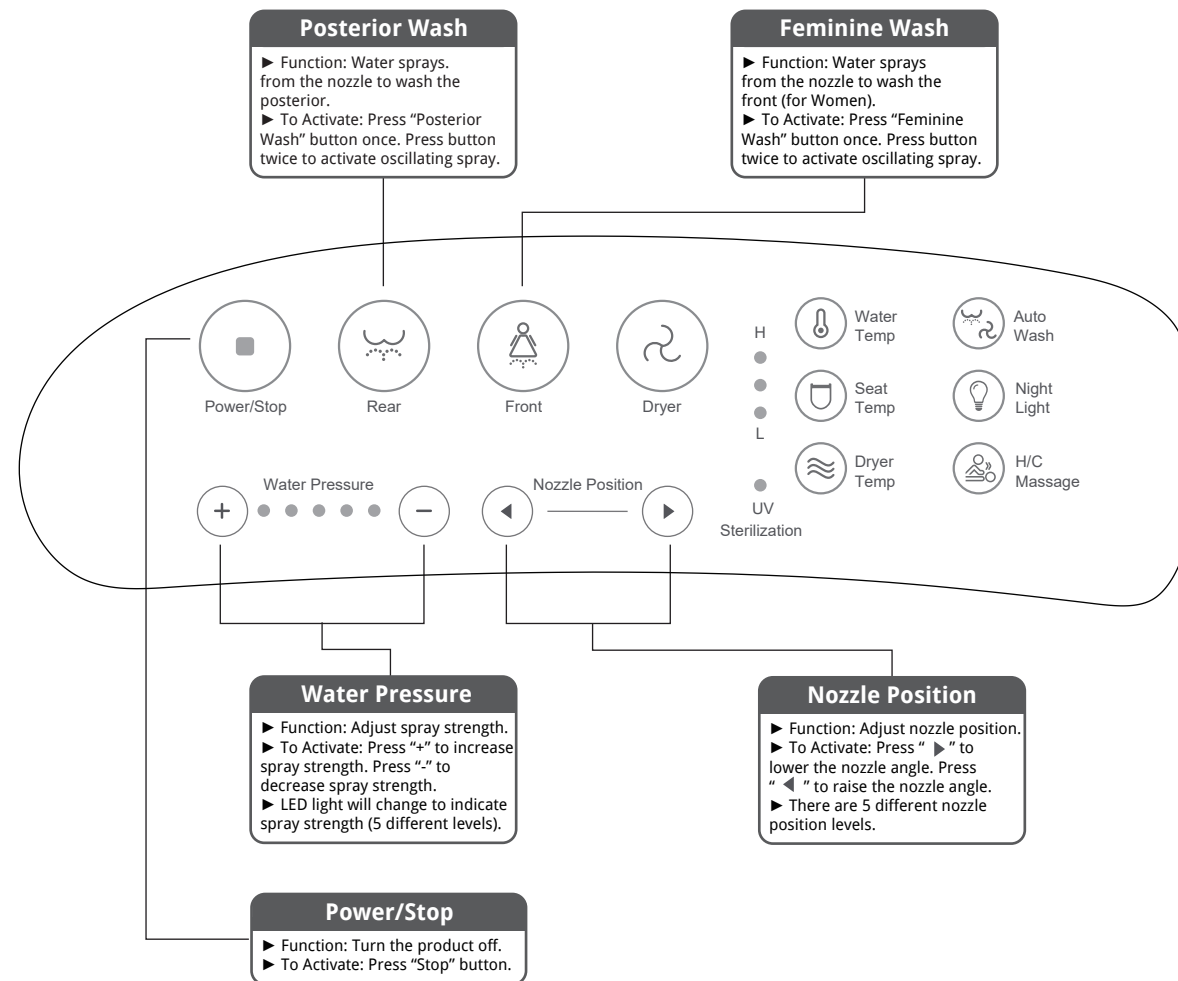 Posterior Wash
► Function: Water sprays.
from the nozzle to wash the
posterior.
► To Activate: Press “Posterior
Wash” button once. Press button
twice to activate oscillating spray.
Feminine Wash
► Function: Water sprays
from the nozzle to wash the
front (for Women).
► To Activate: Press “Feminine
Wash” button once. Press button
twice to activate oscillating spray.
Power/Stop
Rear
Front
Dryer
H
L
UV
Sterilization
Water
Temp
Auto
Wash
Seat
Temp
Night
Light
Dryer
Temp
H/C
Massage
+
Water Pressure
−
◀
Nozzle Position
▶
Water Pressure
► Function: Adjust spray strength.
► To Activate: Press “+” to increase
spray strength. Press “-” to
decrease spray strength.
► LED light will change to indicate
spray strength (5 different levels).
Nozzle Position
► Function: Adjust nozzle position.
► To Activate: Press “ ▶ ” to
lower the nozzle angle. Press
“ ◀ ” to raise the nozzle angle.
► There are 5 different nozzle
position levels.
Power/Stop
► Function: Turn the product off.
► To Activate: Press “Stop” button.